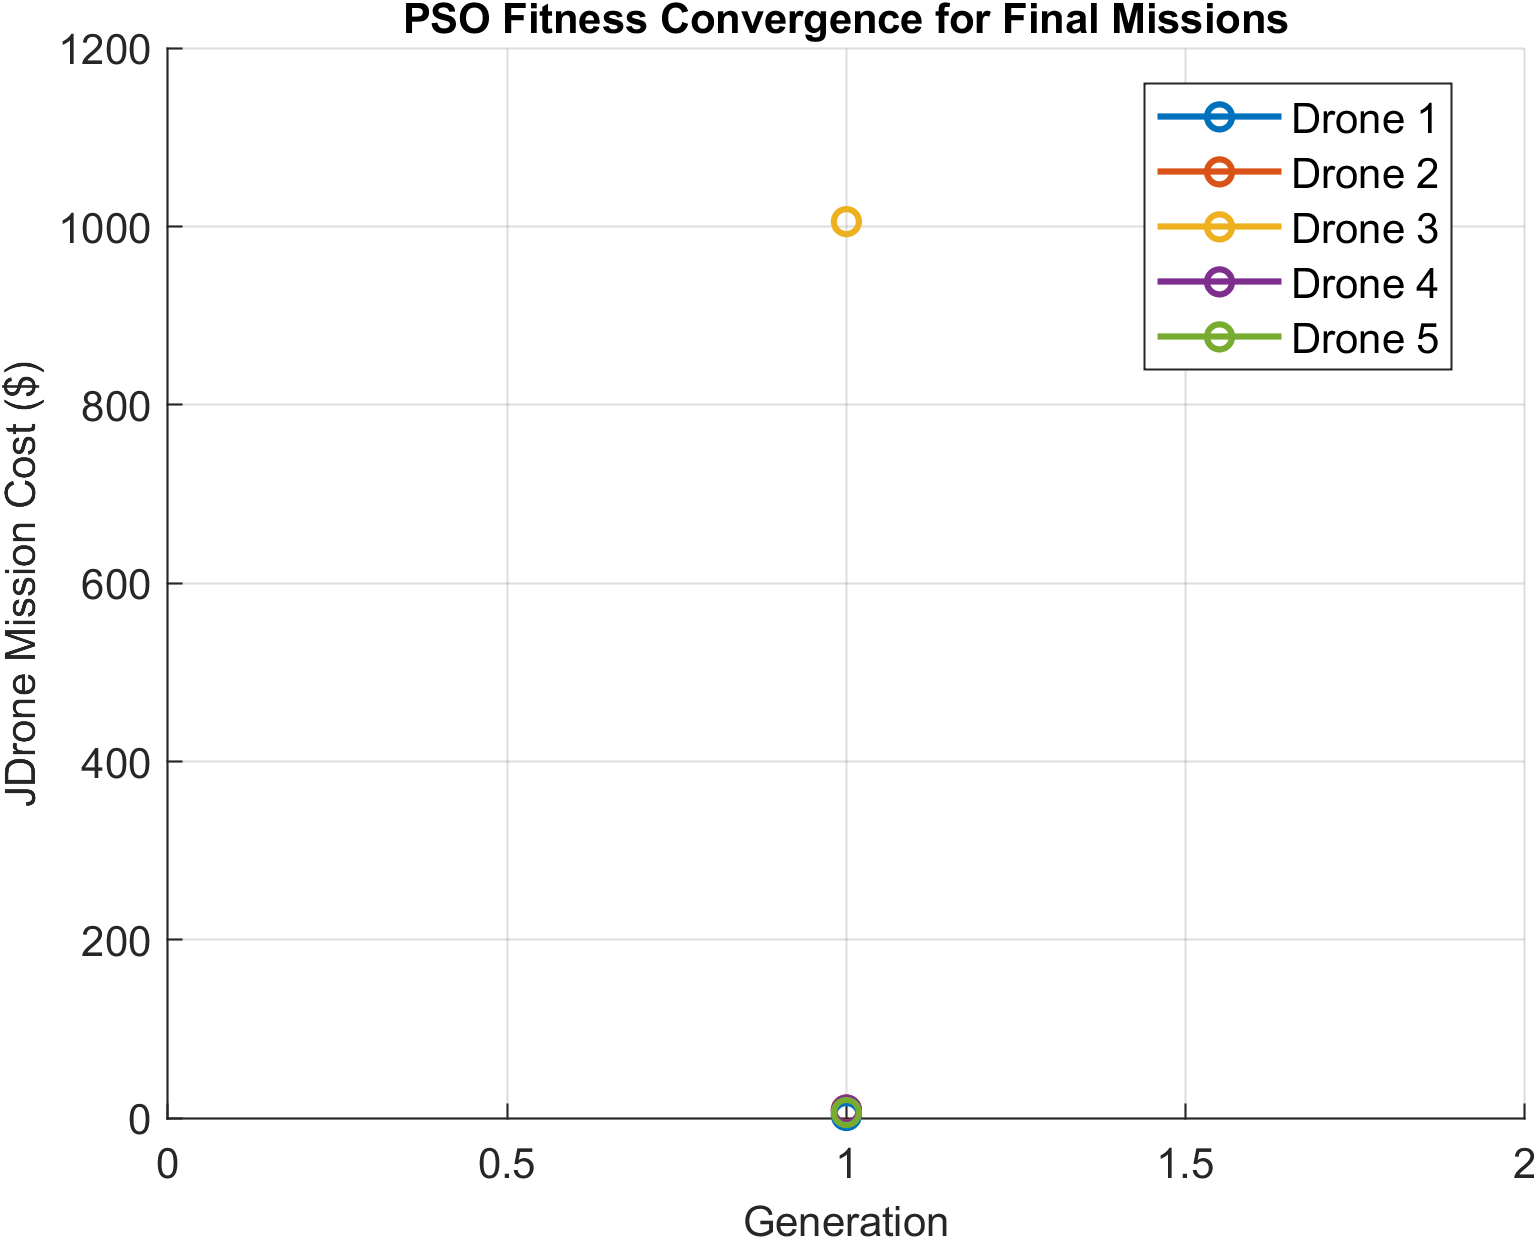 PSO Fitness Convergence for Final Missions
1200
1000
800
600
400
200
0
JDrone Mission Cost ($)
Drone 1
Drone 2
Drone 3
Drone 4
Drone 5
0 0.5 1 1.5 2
Generation